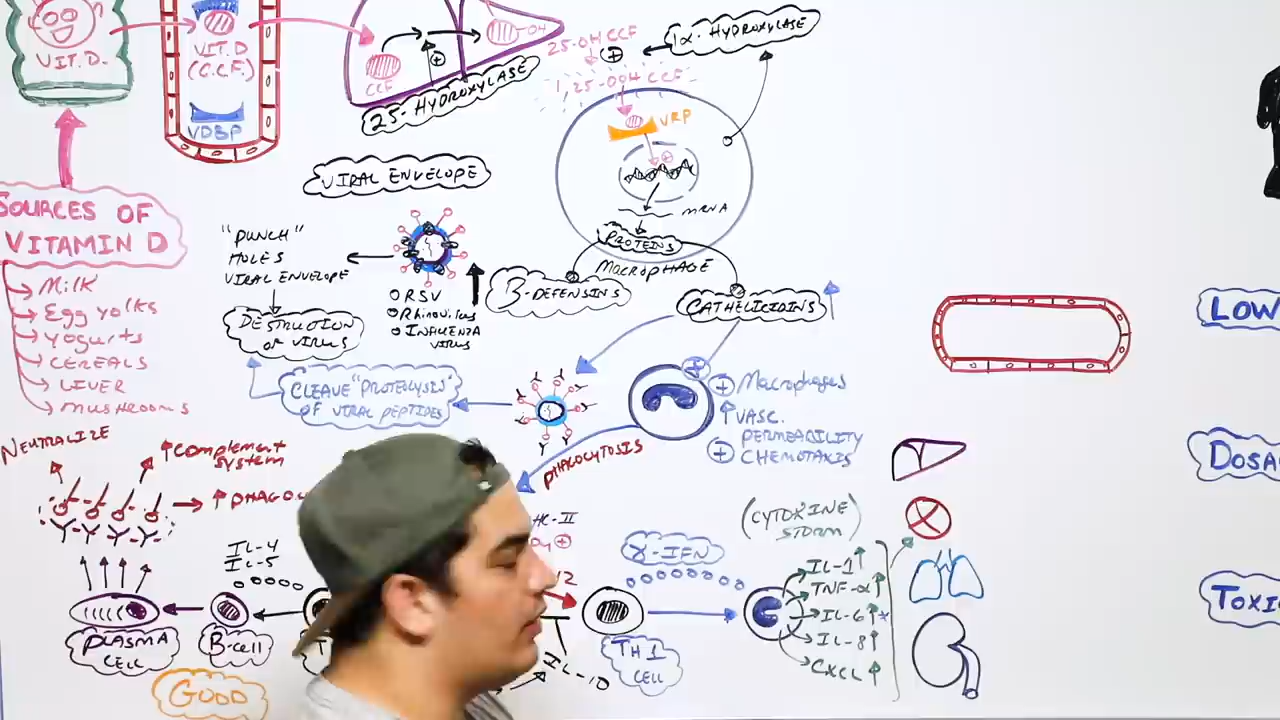 VIT. D.
VIT. D
(C.C.F.)
VDBP
CCF
-OH
25-HYDROXYLASE
25-OH CCF
1α-HYDROXYLASE
VRP
mRNA
PROTEINS
MACROPHAGE
B-DEFENSINS
CATHELICIDINS
VIRAL ENVELOPE
"PUNCH"
HOLES
VIRAL ENVELOPE
DESTRUCTION
OF VIRUS
RSV
Rhinovirus
INFLUENZA
VIRUS
SOURCES OF
VITAMIN D
Milk
Egg yolks
yogurts
CEREALS
LIVER
mushrooms
CLEAVE "PROTEOLYSIS"
OF VIRAL PEPTIDES
Macrophages
VASC.
PERMEABILITY
CHEMOTAXIS
PHAGOCYTOSIS
NEUTRALIZE
Complement
system
IL-4
IL-5
PLASMA
CELL
B-cell
GOOD
IL-10
TH1
CELL
γ-IFN
(CYTOKINE
STORM)
IL-1↑
TNF-α↑
IL-6↑*
IL-8↑
CXCL↑
LOW
DOSA
TOXI